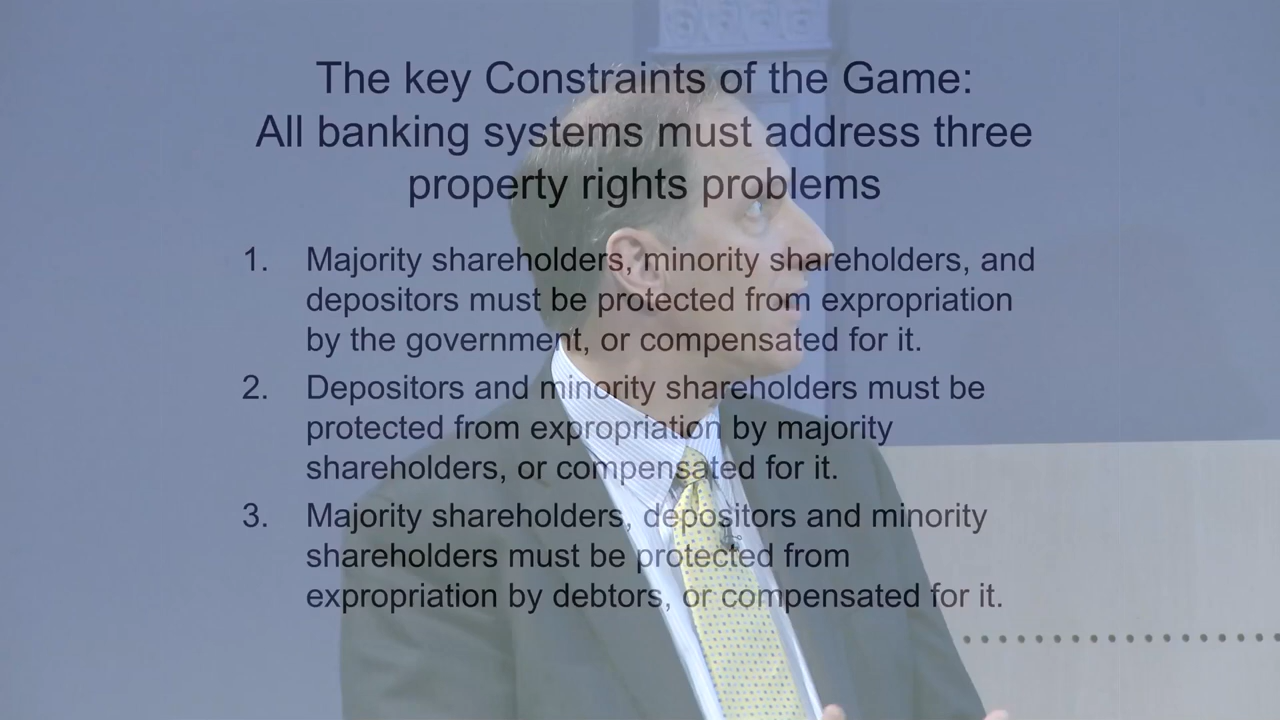 The key Constraints of the Game:
All banking systems must address three
property rights problems
1. Majority shareholders, minority shareholders, and
depositors must be protected from expropriation
by the government, or compensated for it.
2. Depositors and minority shareholders must be
protected from expropriation by majority
shareholders, or compensated for it.
3. Majority shareholders, depositors and minority
shareholders must be protected from
expropriation by debtors, or compensated for it.